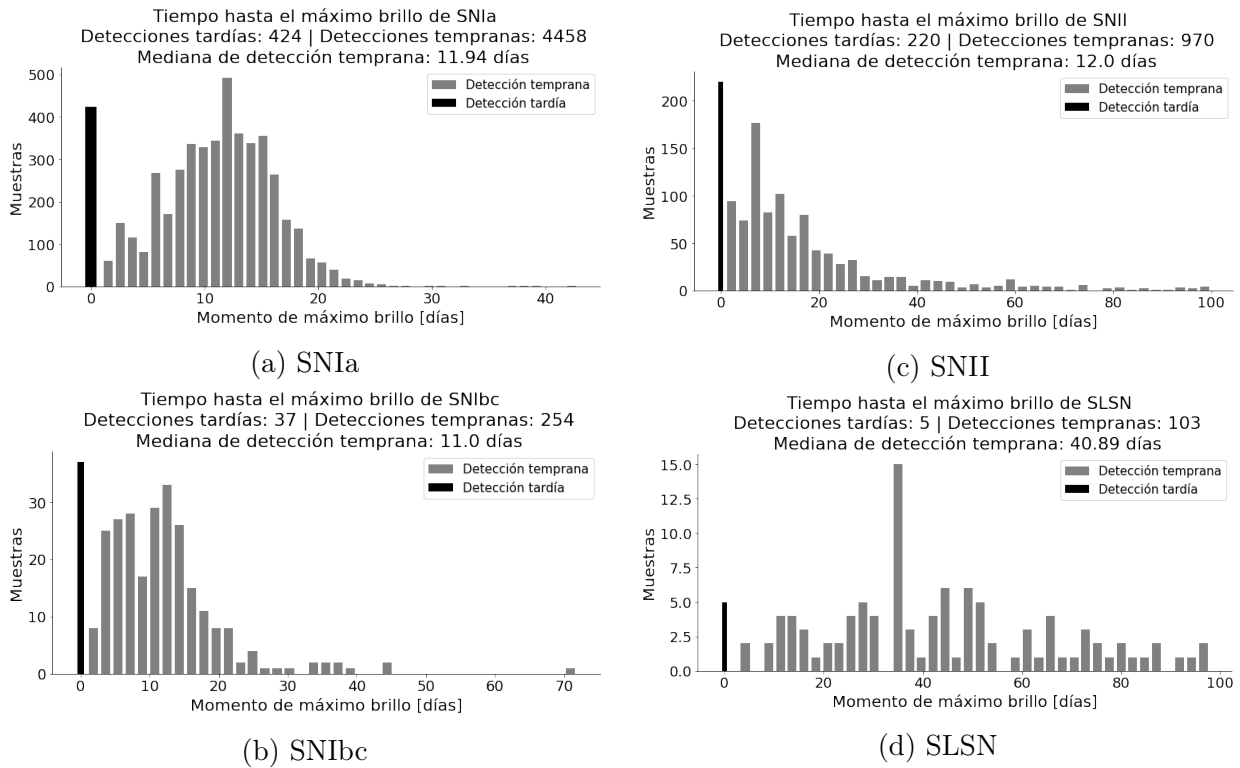 Tiempo hasta el máximo brillo de SNIa
Detecciones tardías: 424 | Detecciones tempranas: 4458
Mediana de detección temprana: 11.94 días
500
400
300
200
100
0
Muestras
Detección temprana
Detección tardía
0 10 20 30 40
Momento de máximo brillo [días]
(a) SNIa
Tiempo hasta el máximo brillo de SNII
Detecciones tardías: 220 | Detecciones tempranas: 970
Mediana de detección temprana: 12.0 días
200
150
100
50
0
Muestras
Detección temprana
Detección tardía
0 20 40 60 80 100
Momento de máximo brillo [días]
(c) SNII
Tiempo hasta el máximo brillo de SNIbc
Detecciones tardías: 37 | Detecciones tempranas: 254
Mediana de detección temprana: 11.0 días
30
20
10
0
Muestras
Detección temprana
Detección tardía
0 10 20 30 40 50 60 70
Momento de máximo brillo [días]
(b) SNIbc
Tiempo hasta el máximo brillo de SLSN
Detecciones tardías: 5 | Detecciones tempranas: 103
Mediana de detección temprana: 40.89 días
15.0
12.5
10.0
7.5
5.0
2.5
0.0
Muestras
Detección temprana
Detección tardía
0 20 40 60 80 100
Momento de máximo brillo [días]
(d) SLSN